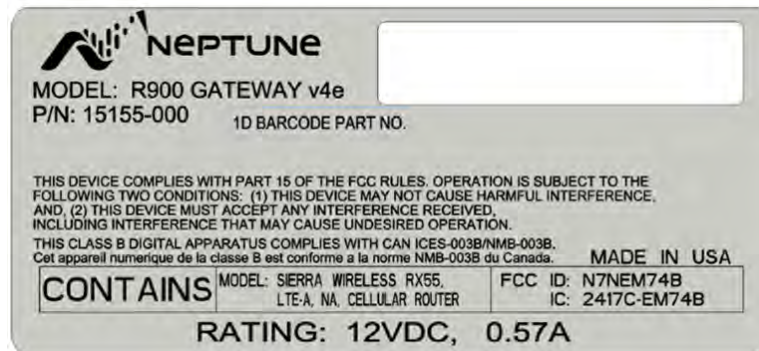 NEPTUNE
MODEL: R900 GATEWAY v4e
P/N: 15155-000
1D BARCODE PART NO.
THIS DEVICE COMPLIES WITH PART 15 OF THE FCC RULES. OPERATION IS SUBJECT TO THE
FOLLOWING TWO CONDITIONS: (1) THIS DEVICE MAY NOT CAUSE HARMFUL INTERFERENCE,
AND, (2) THIS DEVICE MUST ACCEPT ANY INTERFERENCE RECEIVED,
INCLUDING INTERFERENCE THAT MAY CAUSE UNDESIRED OPERATION.
THIS CLASS B DIGITAL APPARATUS COMPLIES WITH CAN ICES-003B/NMB-003B.
Cet appareil numerique de la classe B est conforme a la norme NMB-003B du Canada.
MADE IN USA
CONTAINS
MODEL: SIERRA WIRELESS RX55,
LTE-A, NA, CELLULAR ROUTER
FCC ID: N7NEM74B
IC: 2417C-EM74B
RATING: 12VDC, 0.57A